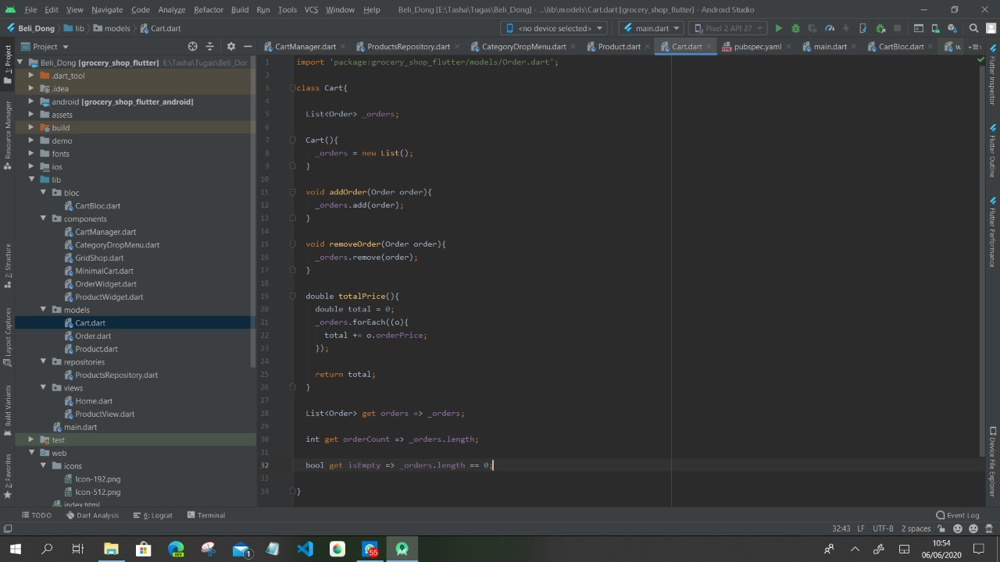 File Edit View Navigate Code Analyze Refactor Build Run Tools VCS Window Help Beli_Dong [E:\Tasha\Tugas\Beli_Dong] - ...\lib\models\Cart.dart [grocery_shop_flutter] - Android Studio
Beli_Dong lib models Cart.dart <no device selected> main.dart Pixel 2 API 27
Project CartManager.dart ProductsRepository.dart CategoryDropMenu.dart Product.dart Cart.dart pubspec.yaml main.dart CartBloc.dart w
Beli_Dong [grocery_shop_flutter] E:\Tasha\Tugas\Beli_Dor
.dart_tool
.idea
android [grocery_shop_flutter_android]
assets
build
demo
fonts
ios
lib
bloc
CartBloc.dart
components
CartManager.dart
CategoryDropMenu.dart
GridShop.dart
MinimalCart.dart
OrderWidget.dart
ProductWidget.dart
models
Cart.dart
Order.dart
Product.dart
repositories
ProductsRepository.dart
views
Home.dart
ProductView.dart
main.dart
test
web
icons
Icon-192.png
Icon-512.png
index.html
1 import 'package:grocery_shop_flutter/models/Order.dart';
2
3 class Cart{
4
5 List<Order> _orders;
6
7 Cart(){
8 _orders = new List();
9 }
10
11 void addOrder(Order order){
12 _orders.add(order);
13 }
14
15 void removeOrder(Order order){
16 _orders.remove(order);
17 }
18
19 double totalPrice(){
20 double total = 0;
21 _orders.forEach((o){
22 total += o.orderPrice;
23 });
24
25 return total;
26 }
27
28 List<Order> get orders => _orders;
29
30 int get orderCount => _orders.length;
31
32 bool get isEmpty => _orders.length == 0;
33
34 }
1: Project
Resource Manager
Z: Structure
Layout Captures
Build Variants
2: Favorites
Flutter Inspector
Flutter Outline
Flutter Performance
Device File Explorer
TODO Dart Analysis 6: Logcat Terminal Event Log
32:43 LF UTF-8 2 spaces
DEV 1 55
10:54
06/06/2020